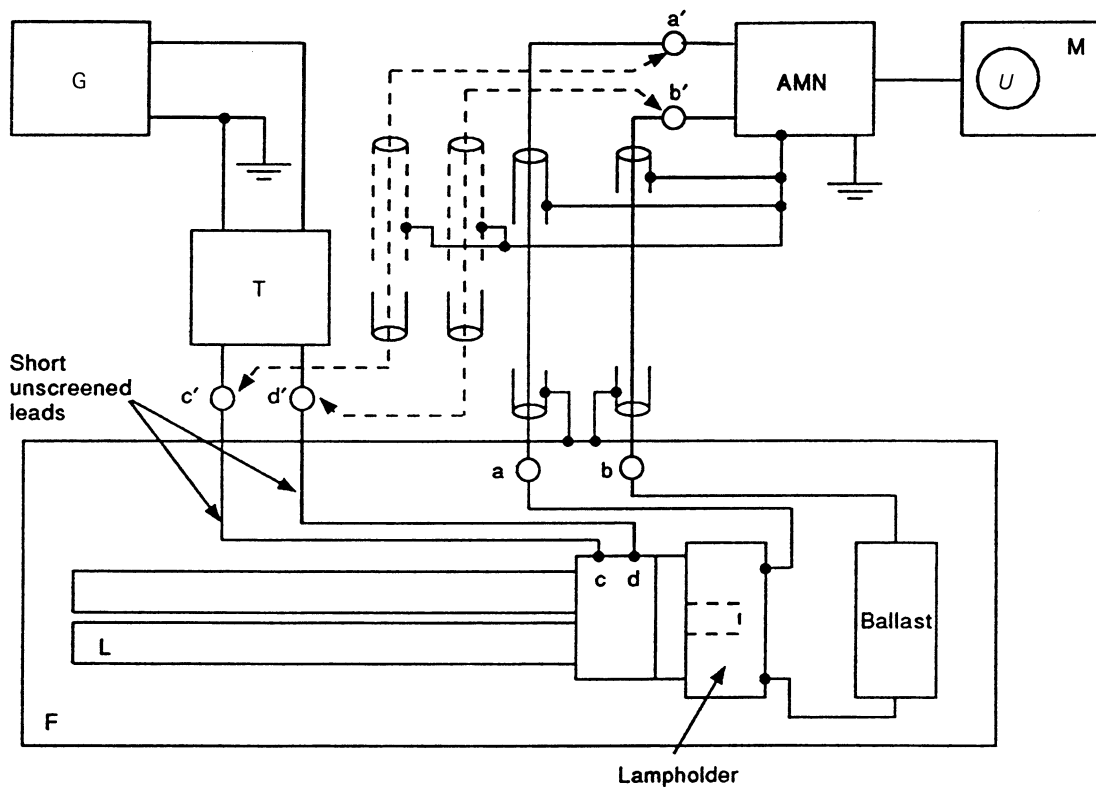 G
a′
AMN
M
U
b′
T
Short
unscreened
leads
c′
d′
a
b
c
d
L
Ballast
F
Lampholder